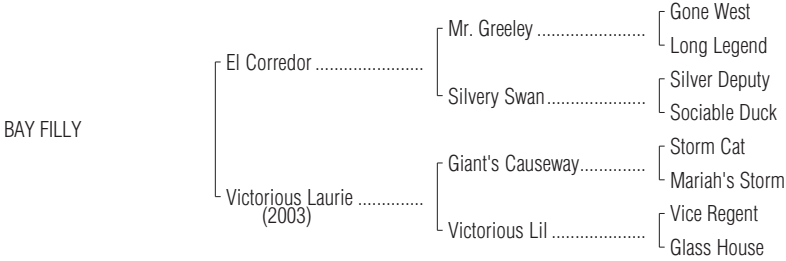 Gone West
Mr. Greeley .......................
Long Legend
El Corredor .......................
Silver Deputy
Silvery Swan.....................
Sociable Duck
BAY FILLY
Storm Cat
Giant's Causeway..............
Mariah's Storm
Victorious Laurie ..............
(2003)
Vice Regent
Victorious Lil ....................
Glass House